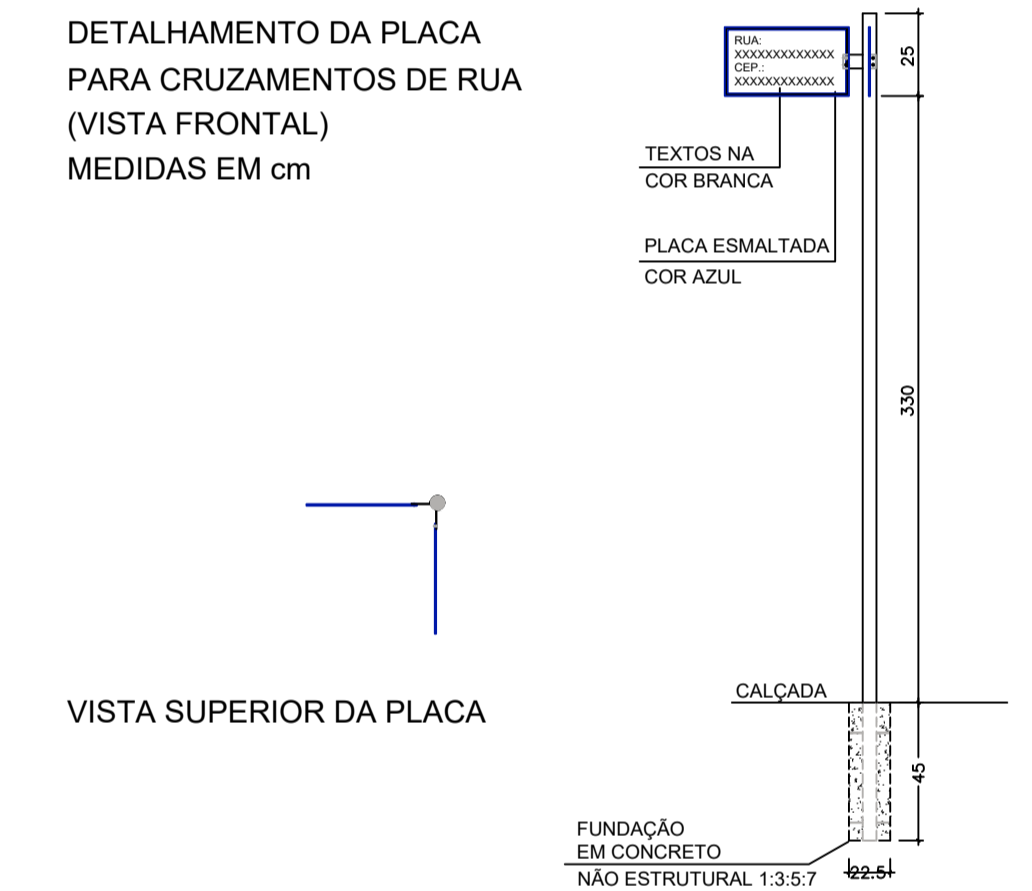 DETALHAMENTO DA PLACA
PARA CRUZAMENTOS DE RUA
(VISTA FRONTAL)
MEDIDAS EM cm
RUA:
XXXXXXXXXXXXX
CEP.:
XXXXXXXXXXXXX
25
TEXTOS NA
COR BRANCA
PLACA ESMALTADA
COR AZUL
330
VISTA SUPERIOR DA PLACA
CALÇADA
45
FUNDAÇÃO
EM CONCRETO
NÃO ESTRUTURAL 1:3:5:7
22.5